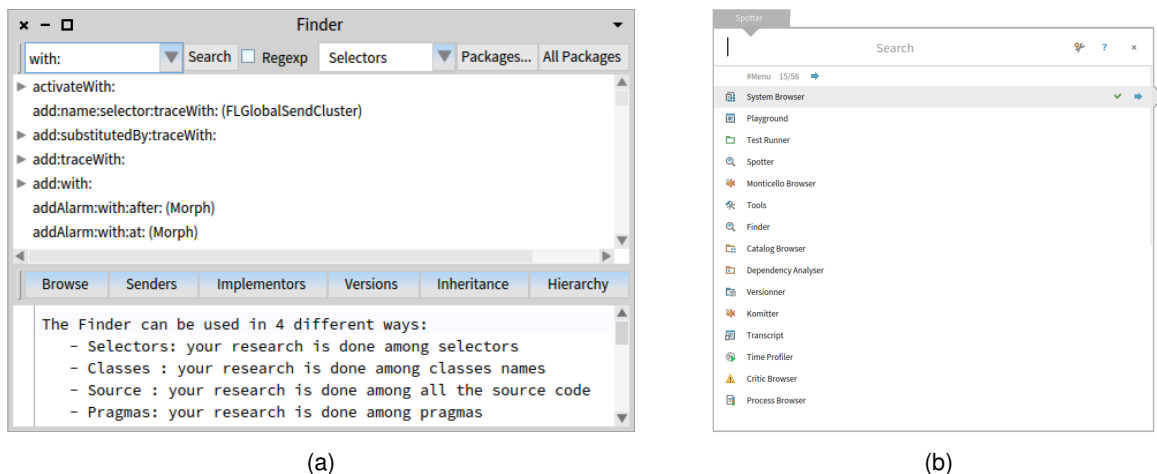 Finder
with: Search Regexp Selectors Packages... All Packages
activateWith:
add:name:selector:traceWith: (FLGlobalSendCluster)
add:substitutedBy:traceWith:
add:traceWith:
add:with:
addAlarm:with:after: (Morph)
addAlarm:with:at: (Morph)
Browse Senders Implementors Versions Inheritance Hierarchy
The Finder can be used in 4 different ways:
- Selectors: your research is done among selectors
- Classes : your research is done among classes names
- Source : your research is done among all the source code
- Pragmas: your research is done among pragmas
(a)
Spotter
Search ? ×
#Menu 15/58
System Browser
Playground
Test Runner
Spotter
Monticello Browser
Tools
Finder
Catalog Browser
Dependency Analyser
Versionner
Komitter
Transcript
Time Profiler
Critic Browser
Process Browser
(b)